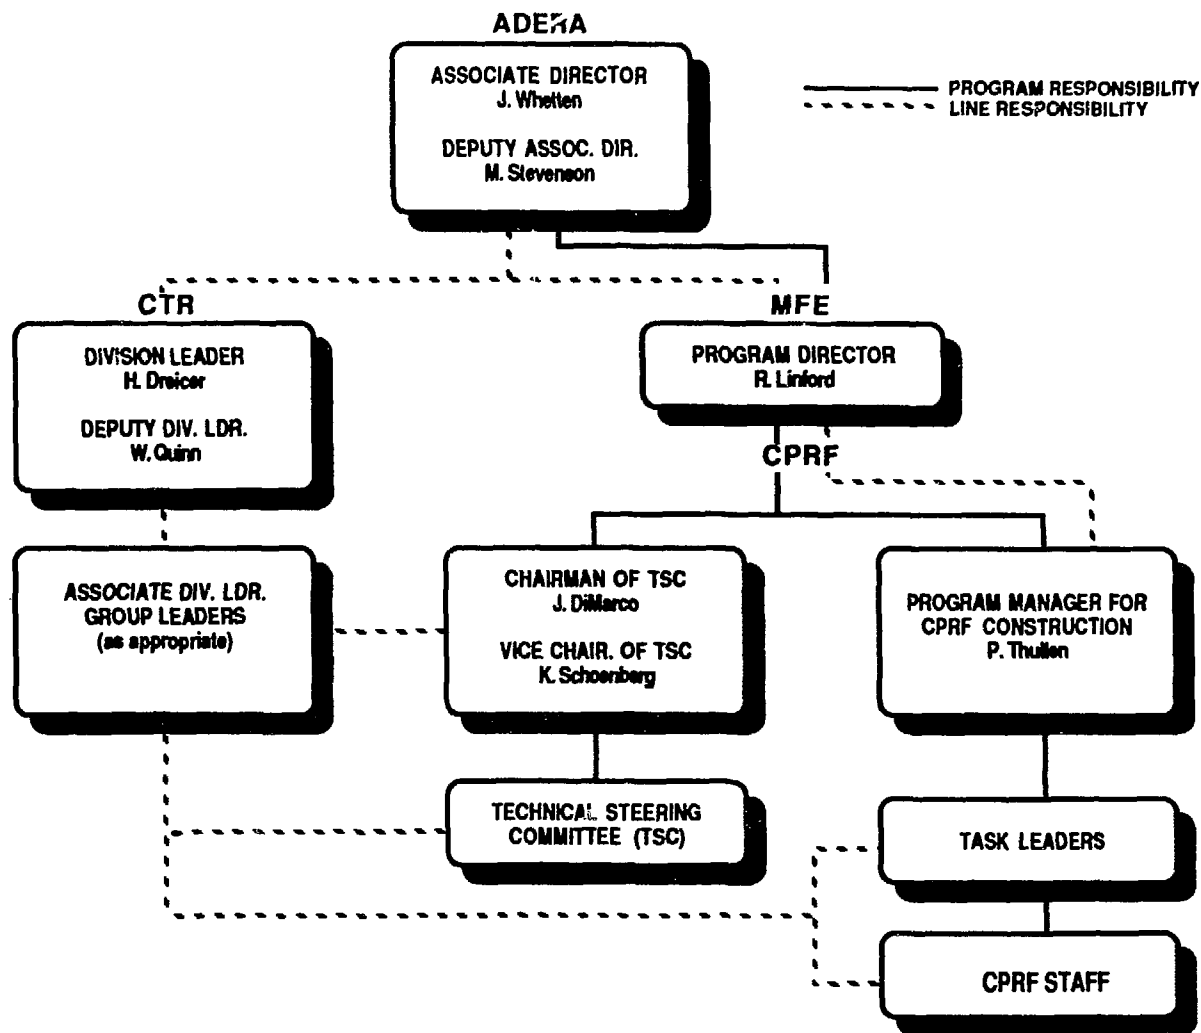 ADERA
ASSOCIATE DIRECTOR
J. Whetten
DEPUTY ASSOC. DIR.
M. Stevenson
PROGRAM RESPONSIBILITY
LINE RESPONSIBILITY
CTR
DIVISION LEADER
H. Dreicer
DEPUTY DIV. LDR.
W. Quinn
MFE
PROGRAM DIRECTOR
R. Linford
CPRF
ASSOCIATE DIV. LDR.
GROUP LEADERS
(as appropriate)
CHAIRMAN OF TSC
J. DiMarco
VICE CHAIR. OF TSC
K. Schoenberg
PROGRAM MANAGER FOR
CPRF CONSTRUCTION
P. Thullen
TECHNICAL STEERING
COMMITTEE (TSC)
TASK LEADERS
CPRF STAFF